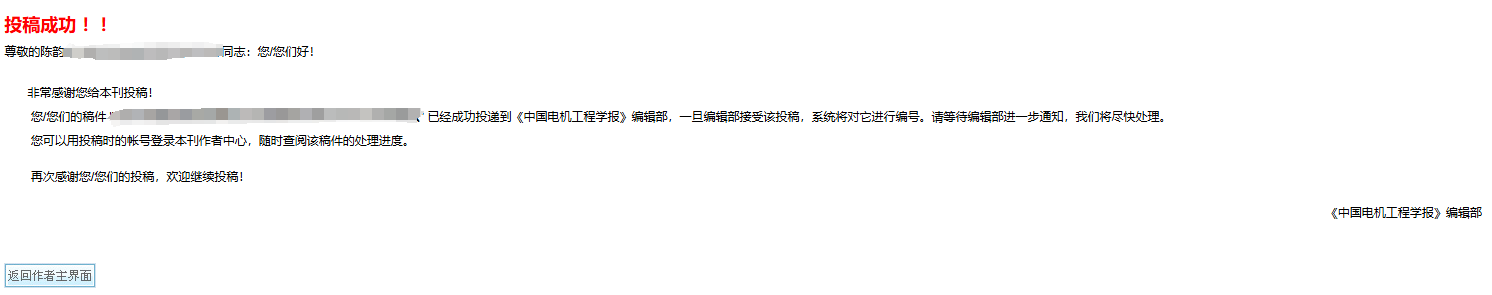 投稿成功！！
尊敬的陈韵 同志：您/您们好！
非常感谢您给本刊投稿！
您/您们的稿件 " " 已经成功投递到《中国电机工程学报》编辑部，一旦编辑部接受该投稿，系统将对它进行编号。请等待编辑部进一步通知，我们将尽快处理。
您可以用投稿时的帐号登录本刊作者中心，随时查阅该稿件的处理进度。
再次感谢您/您们的投稿，欢迎继续投稿！
《中国电机工程学报》编辑部
返回作者主界面